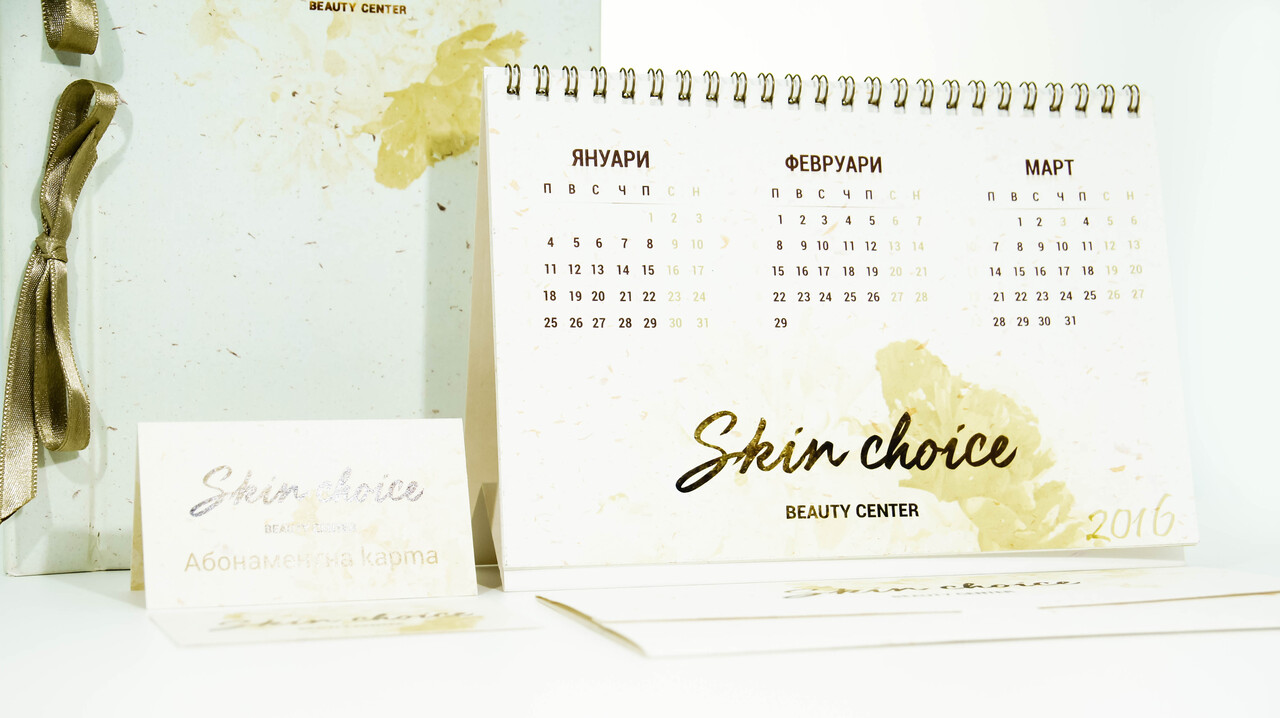 BEAUTY CENTER
ЯНУАРИ
П В С Ч П С Н
1 2 3
4 5 6 7 8 9 10
11 12 13 14 15 16 17
18 19 20 21 22 23 24
25 26 27 28 29 30 31
ФЕВРУАРИ
П В С Ч П С Н
1 2 3 4 5 6 7
8 9 10 11 12 13 14
15 16 17 18 19 20 21
22 23 24 25 26 27 28
29
МАРТ
П В С Ч П С Н
1 2 3 4 5 6
7 8 9 10 11 12 13
14 15 16 17 18 19 20
21 22 23 24 25 26 27
28 29 30 31
Skin choice
BEAUTY CENTER
2016
Skin choice
BEAUTY CENTER
Абонаментна карта
Skin choice
Skin choice